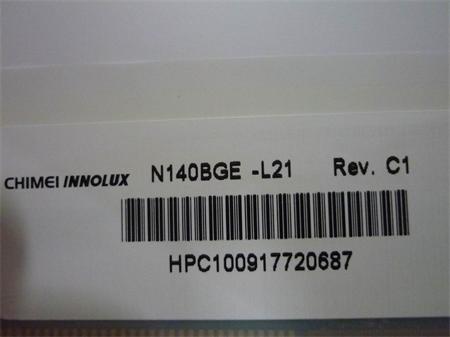 CHIMEI INNOLUX N140BGE -L21 Rev. C1
HPC100917720687